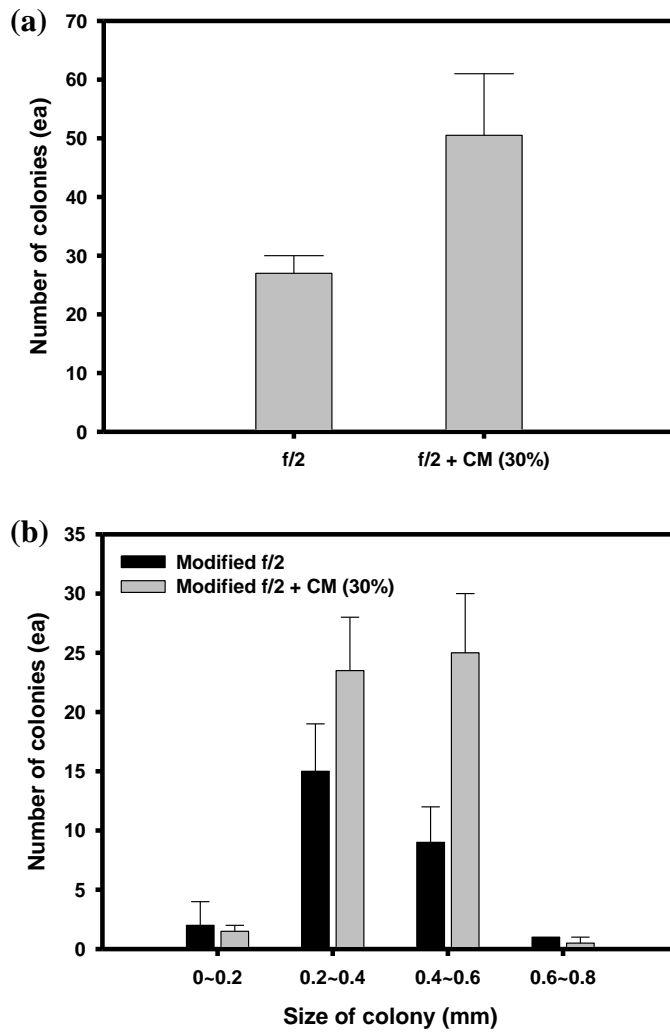 (a)
Number of colonies (ea)
70
60
50
40
30
20
10
0
f/2
f/2 + CM (30%)
(b)
Number of colonies (ea)
35
30
25
20
15
10
5
0
Modified f/2
Modified f/2 + CM (30%)
0~0.2
0.2~0.4
0.4~0.6
0.6~0.8
Size of colony (mm)